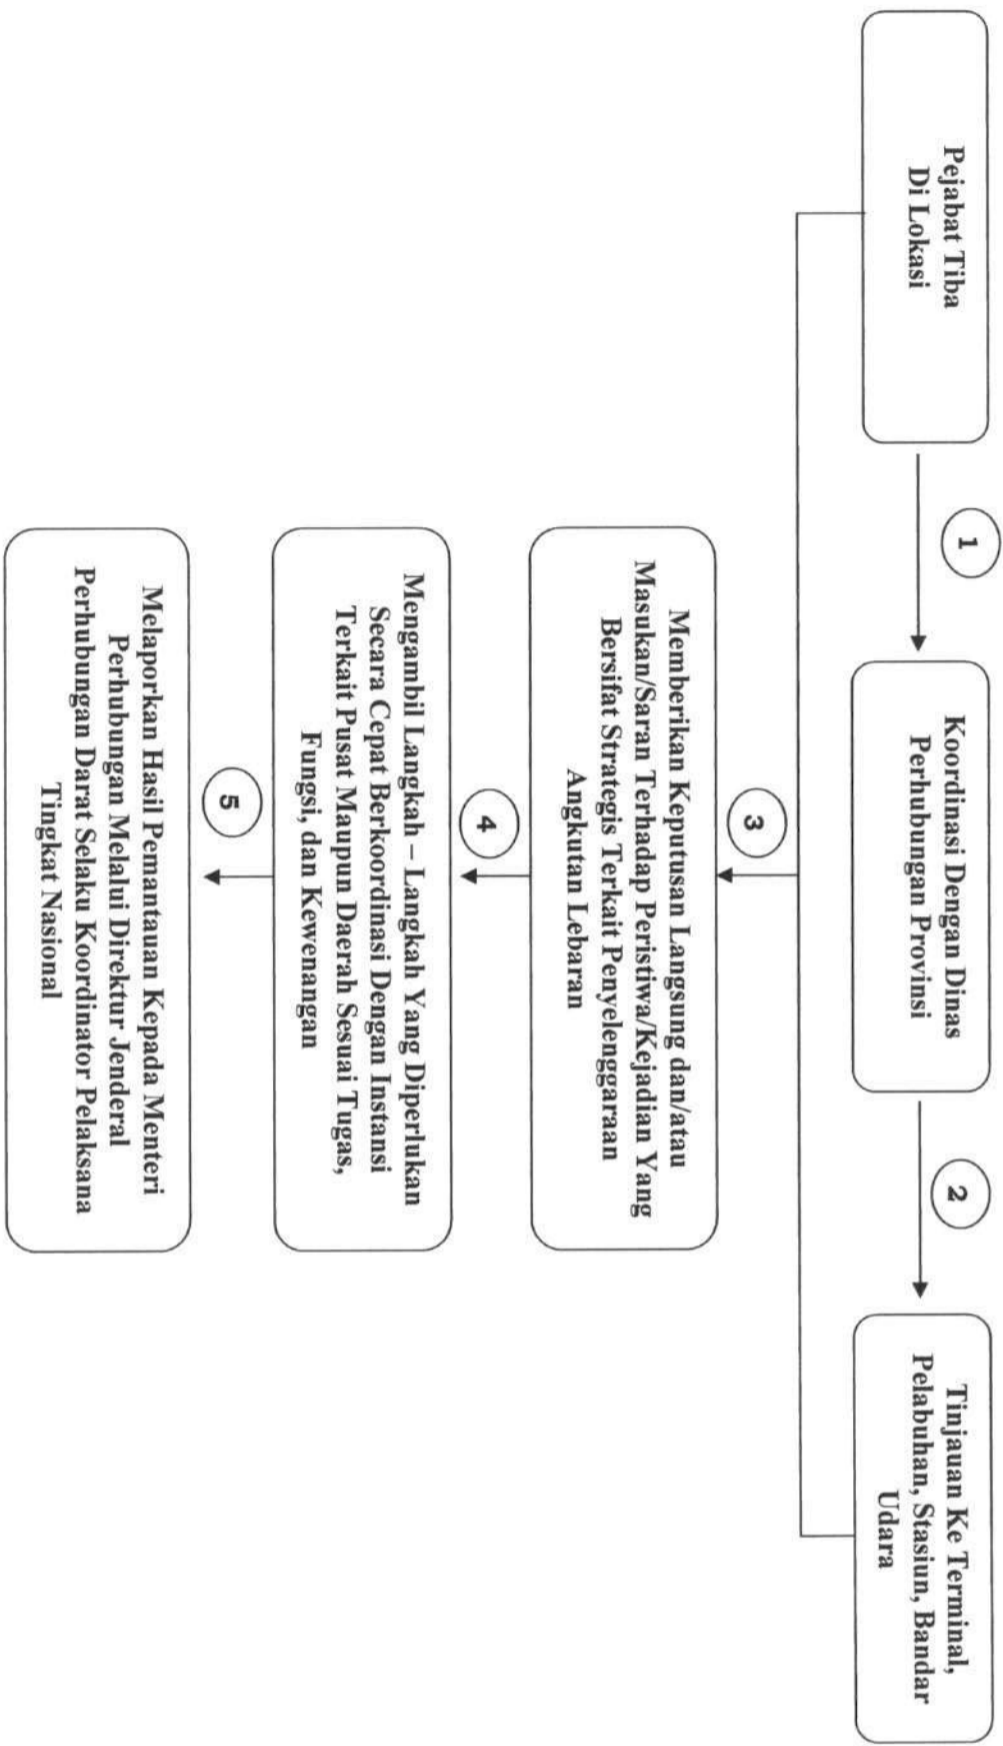 Pejabat Tiba
Di Lokasi
1
Koordinasi Dengan Dinas
Perhubungan Provinsi
2
Tinjauan Ke Terminal,
Pelabuhan, Stasiun, Bandar
Udara
3
Memberikan Keputusan Langsung dan/atau
Masukan/Saran Terhadap Peristiwa/Kejadian Yang
Bersifat Strategis Terkait Penyelenggaraan
Angkutan Lebaran
4
Mengambil Langkah – Langkah Yang Diperlukan
Secara Cepat Berkoordinasi Dengan Instansi
Terkait Pusat Maupun Daerah Sesuai Tugas,
Fungsi, dan Kewenangan
5
Melaporkan Hasil Pemantauan Kepada Menteri
Perhubungan Melalui Direktur Jenderal
Perhubungan Darat Selaku Koordinator Pelaksana
Tingkat Nasional